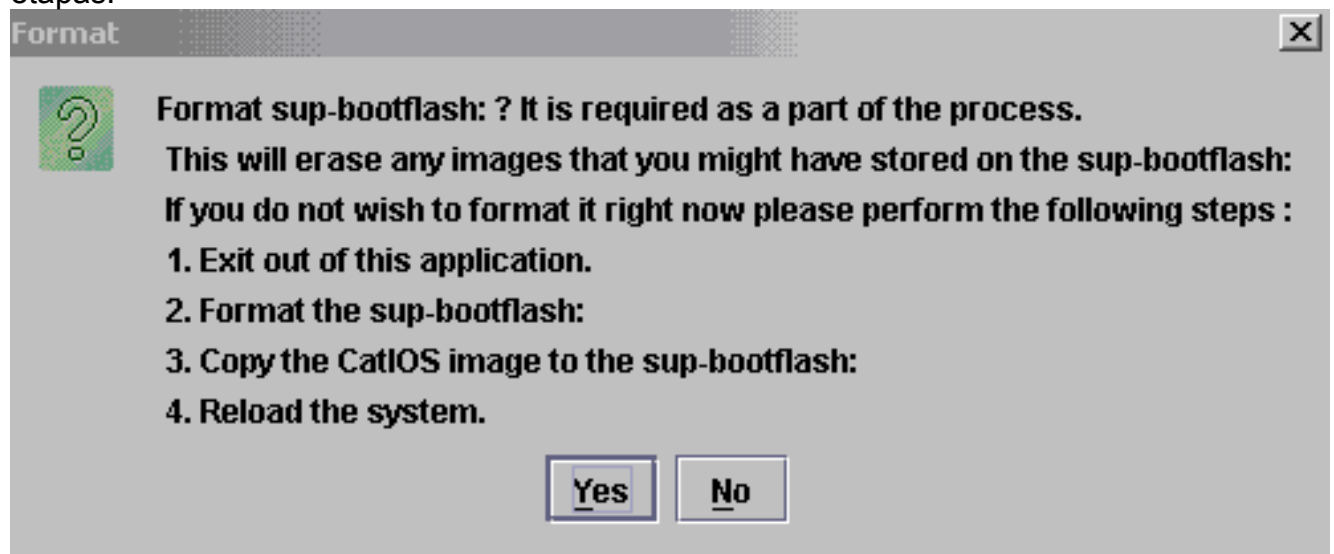 etapas.
Format
Format sup-bootflash: ? It is required as a part of the process.
This will erase any images that you might have stored on the sup-bootflash:
If you do not wish to format it right now please perform the following steps :
1. Exit out of this application.
2. Format the sup-bootflash:
3. Copy the CatIOS image to the sup-bootflash:
4. Reload the system.
Yes
No